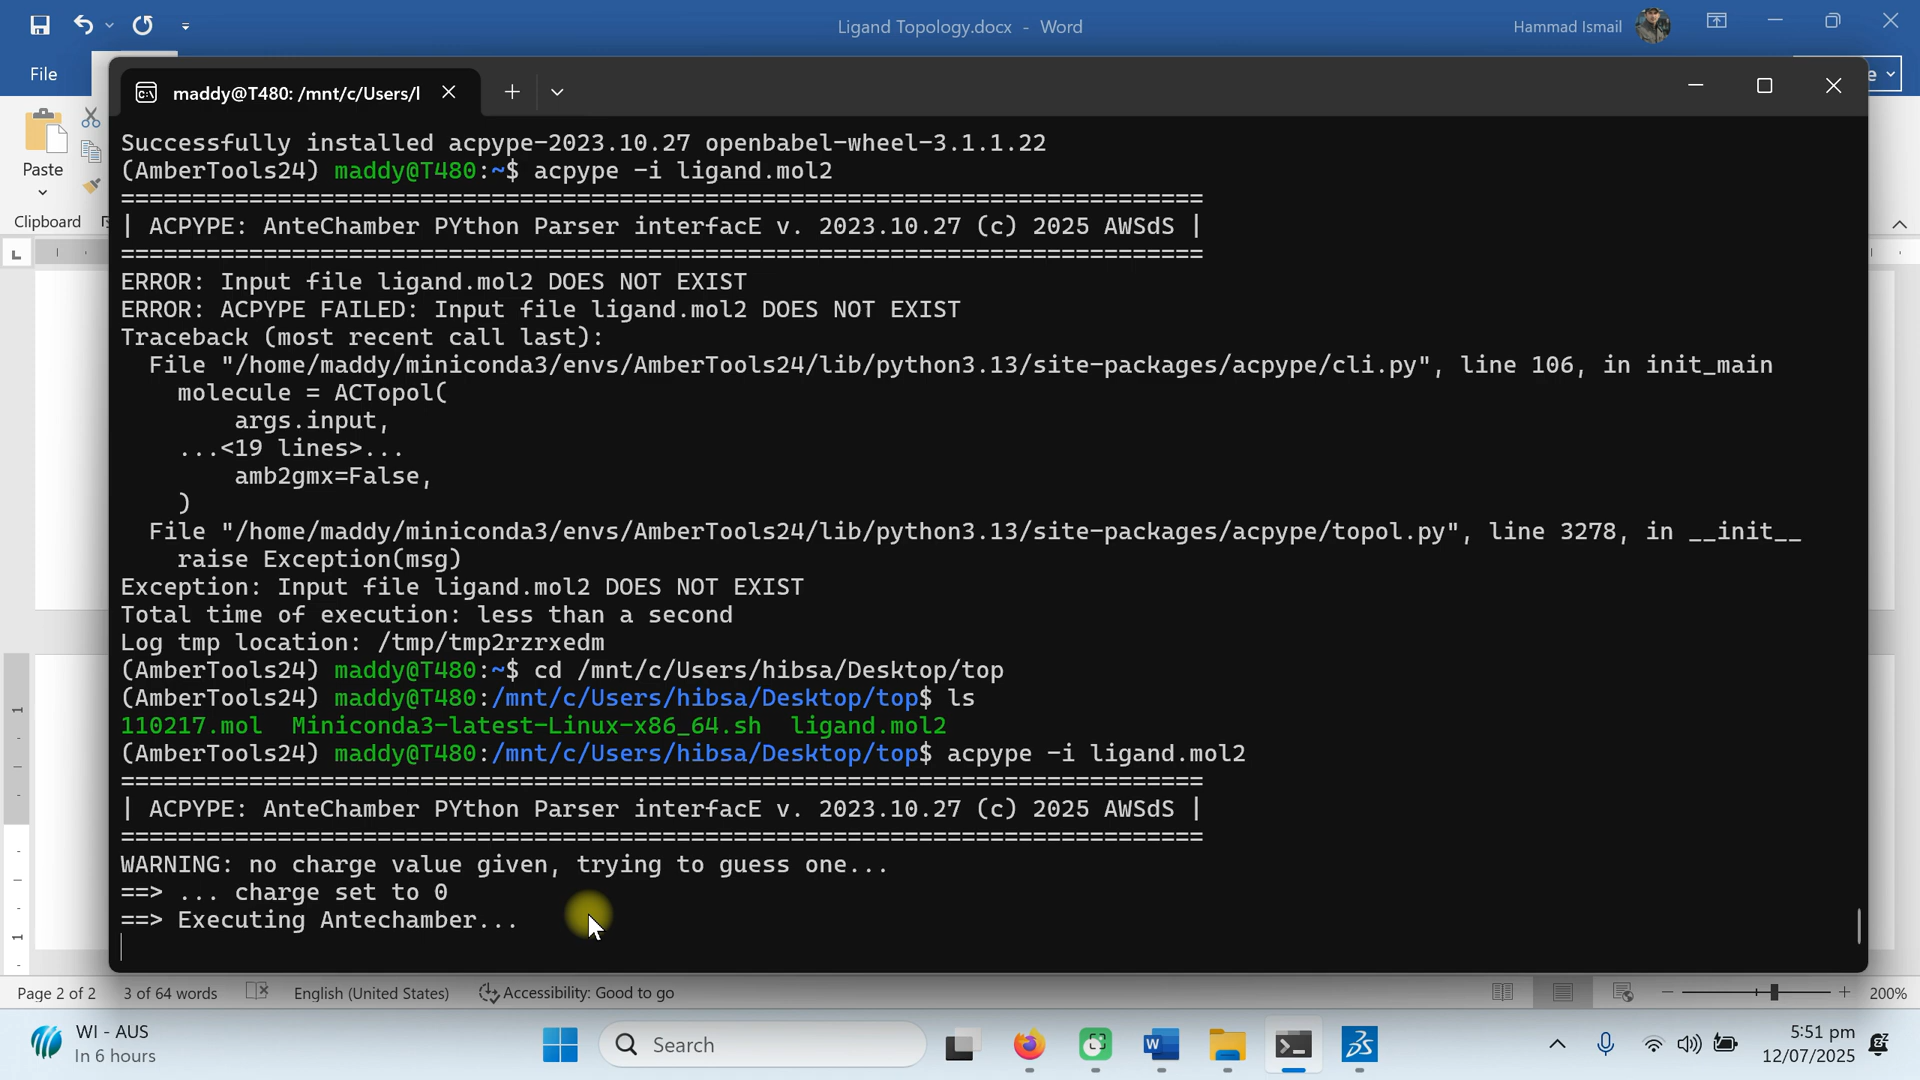 Ligand Topology.docx - Word
Hammad Ismail
File
maddy@T480: /mnt/c/Users/l
Paste
Clipboard
Successfully installed acpype-2023.10.27 openbabel-wheel-3.1.1.22
(AmberTools24) maddy@T480:~$ acpype -i ligand.mol2
==============================================================================
| ACPYPE: AnteChamber PYthon Parser interfacE v. 2023.10.27 (c) 2025 AWSdS |
==============================================================================
ERROR: Input file ligand.mol2 DOES NOT EXIST
ERROR: ACPYPE FAILED: Input file ligand.mol2 DOES NOT EXIST
Traceback (most recent call last):
File "/home/maddy/miniconda3/envs/AmberTools24/lib/python3.13/site-packages/acpype/cli.py", line 106, in init_main
molecule = ACTopol(
args.input,
...<19 lines>...
amb2gmx=False,
)
File "/home/maddy/miniconda3/envs/AmberTools24/lib/python3.13/site-packages/acpype/topol.py", line 3278, in __init__
raise Exception(msg)
Exception: Input file ligand.mol2 DOES NOT EXIST
Total time of execution: less than a second
Log tmp location: /tmp/tmp2rzrxedm
(AmberTools24) maddy@T480:~$ cd /mnt/c/Users/hibsa/Desktop/top
(AmberTools24) maddy@T480:/mnt/c/Users/hibsa/Desktop/top$ ls
110217.mol  Miniconda3-latest-Linux-x86_64.sh  ligand.mol2
(AmberTools24) maddy@T480:/mnt/c/Users/hibsa/Desktop/top$ acpype -i ligand.mol2
==============================================================================
| ACPYPE: AnteChamber PYthon Parser interfacE v. 2023.10.27 (c) 2025 AWSdS |
==============================================================================
WARNING: no charge value given, trying to guess one...
==> ... charge set to 0
==> Executing Antechamber...
Page 2 of 2
3 of 64 words
English (United States)
Accessibility: Good to go
200%
WI - AUS
In 6 hours
Search
5:51 pm
12/07/2025